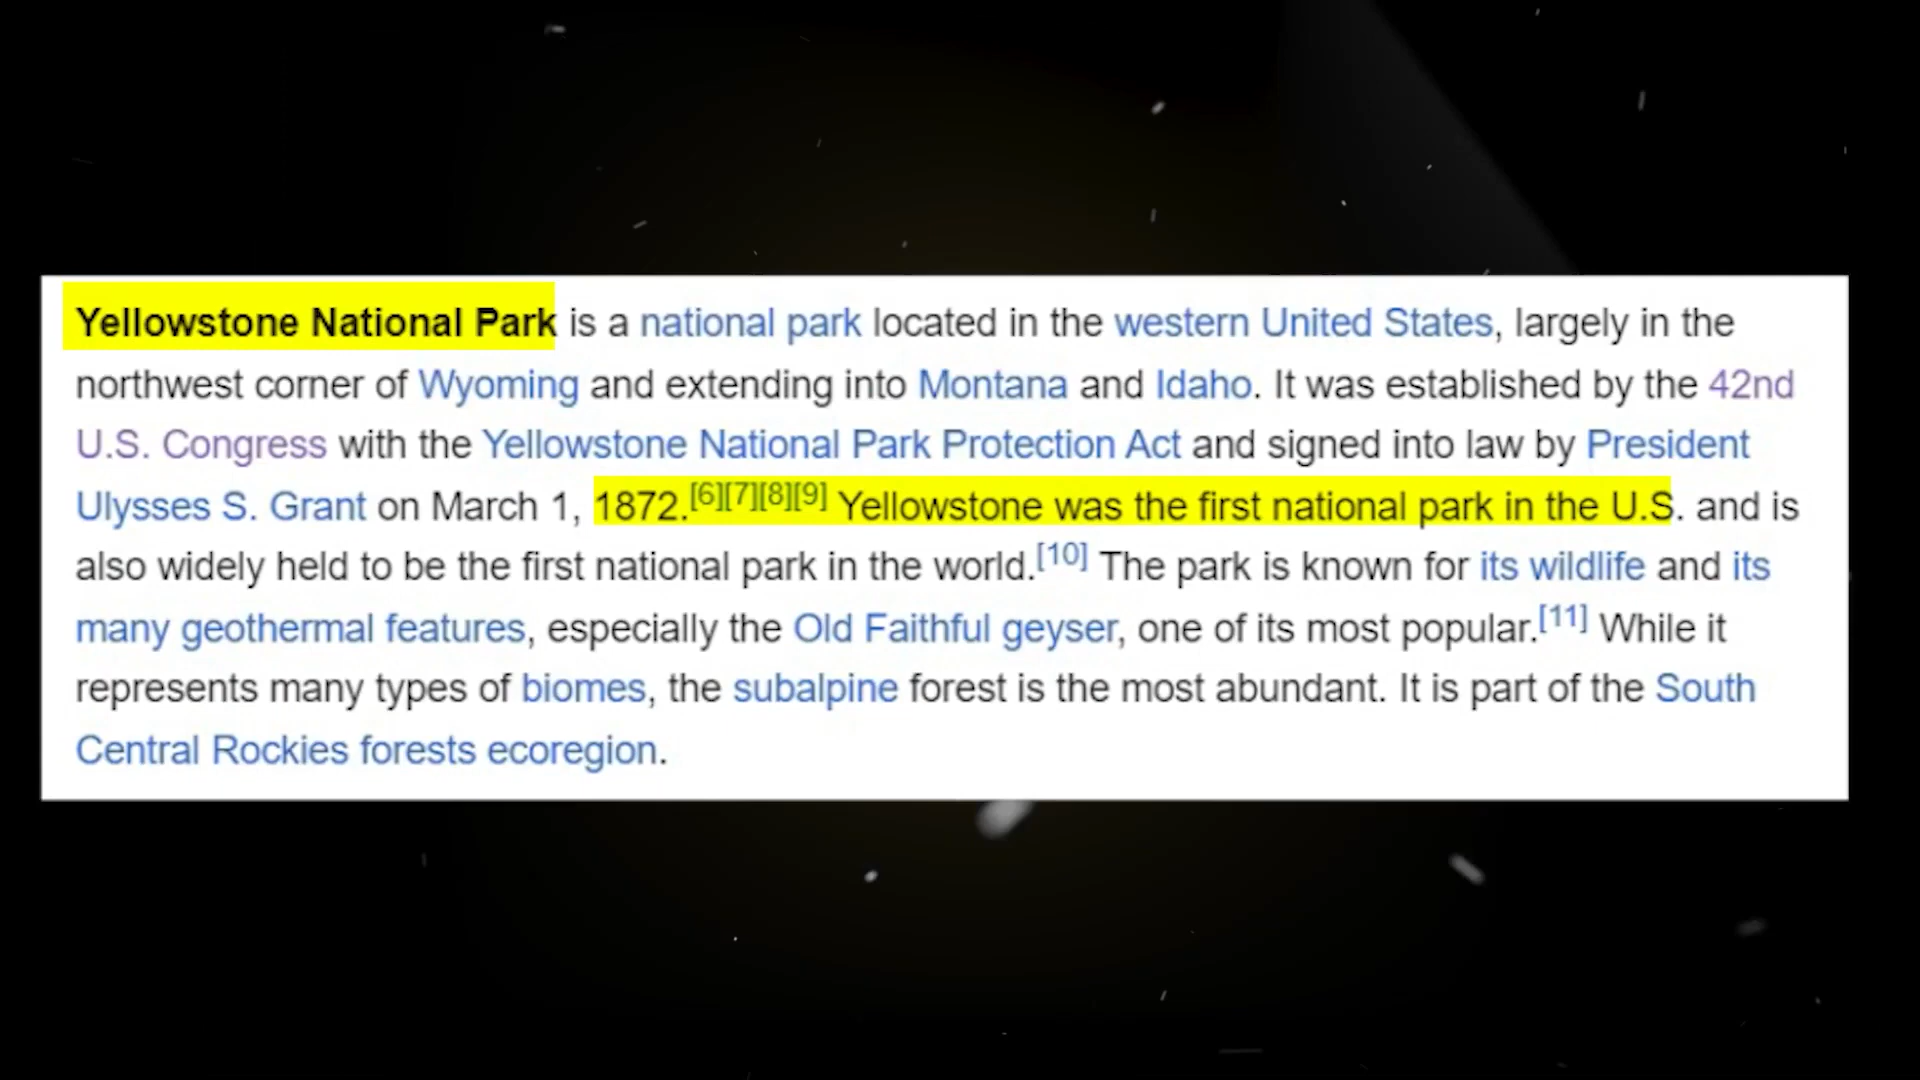 Yellowstone National Park is a national park located in the western United States, largely in the
northwest corner of Wyoming and extending into Montana and Idaho. It was established by the 42nd
U.S. Congress with the Yellowstone National Park Protection Act and signed into law by President
Ulysses S. Grant on March 1, 1872.[6][7][8][9] Yellowstone was the first national park in the U.S. and is
also widely held to be the first national park in the world.[10] The park is known for its wildlife and its
many geothermal features, especially the Old Faithful geyser, one of its most popular.[11] While it
represents many types of biomes, the subalpine forest is the most abundant. It is part of the South
Central Rockies forests ecoregion.